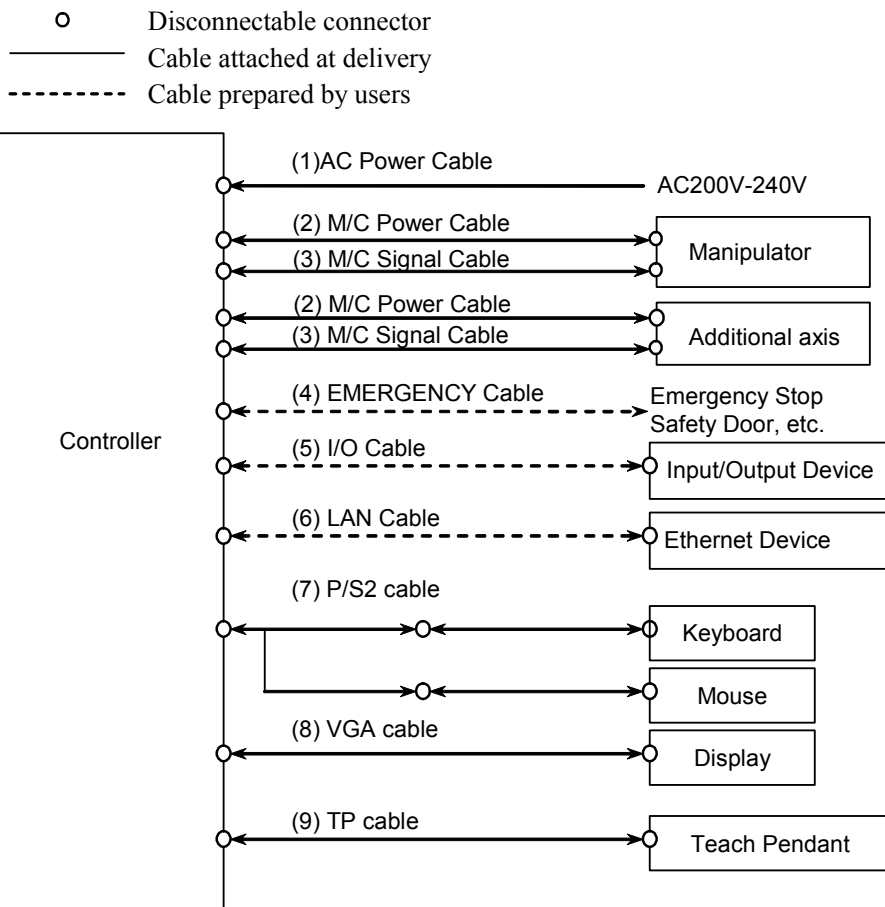 Disconnectable connector
Cable attached at delivery
Cable prepared by users
(1)AC Power Cable
AC200V-240V
(2) M/C Power Cable
(3) M/C Signal Cable
Manipulator
(2) M/C Power Cable
(3) M/C Signal Cable
Additional axis
(4) EMERGENCY Cable
Emergency Stop
Safety Door, etc.
Controller
(5) I/O Cable
Input/Output Device
(6) LAN Cable
Ethernet Device
(7) P/S2 cable
Keyboard
Mouse
(8) VGA cable
Display
(9) TP cable
Teach Pendant